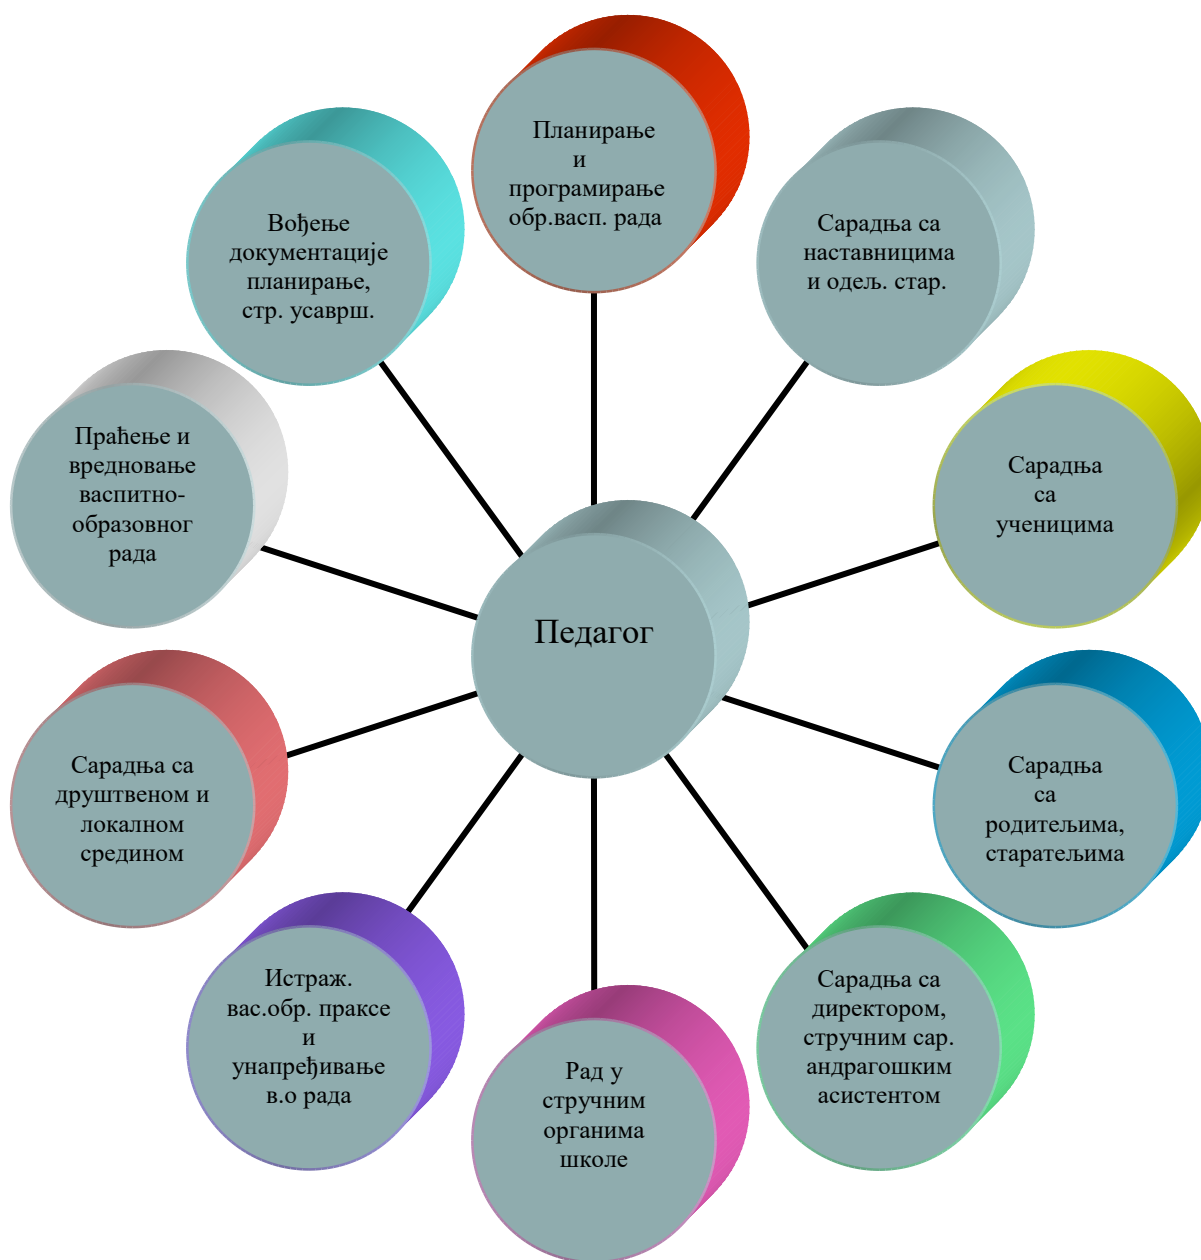 Планирање
и
програмирање
обр.васп. рада
Сарадња са
наставницима
и одељ. стар.
Сарадња
са
ученицима
Сарадња
са
родитељима,
старатељима
Сарадња са
директором,
стручним сар.
андрагошким
асистентом
Рад у
стручним
органима
школе
Истраж.
вас.обр. праксе
и
унапређивање
в.о рада
Сарадња са
друштвеном и
локалном
средином
Праћење и
вредновање
васпитно-
образовног
рада
Вођење
документације
планирање,
стр. усаврш.
Педагог